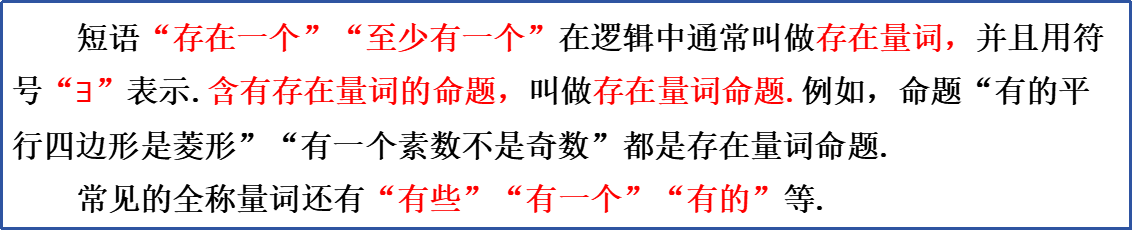 短语“存在一个”“至少有一个”在逻辑中通常叫做存在量词，并且用符
号“∃”表示.含有存在量词的命题，叫做存在量词命题.例如，命题“有的平
行四边形是菱形”“有一个素数不是奇数”都是存在量词命题.
常见的全称量词还有“有些”“有一个”“有的”等.